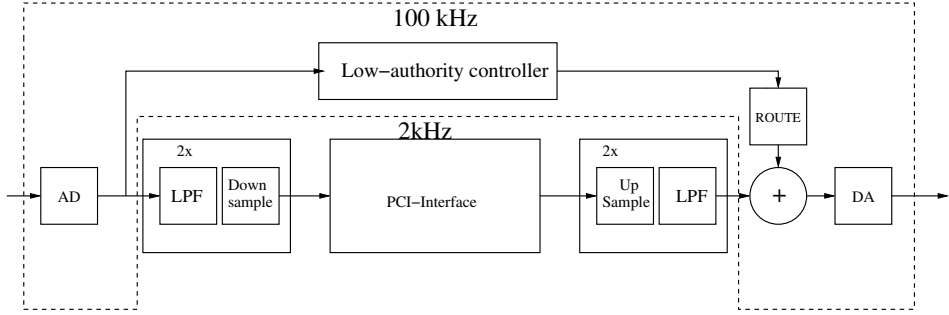 100 kHz
Low−authority controller
ROUTE
2kHz
2x
2x
AD
LPF
Down
sample
PCI−Interface
Up
Sample
LPF
+
DA